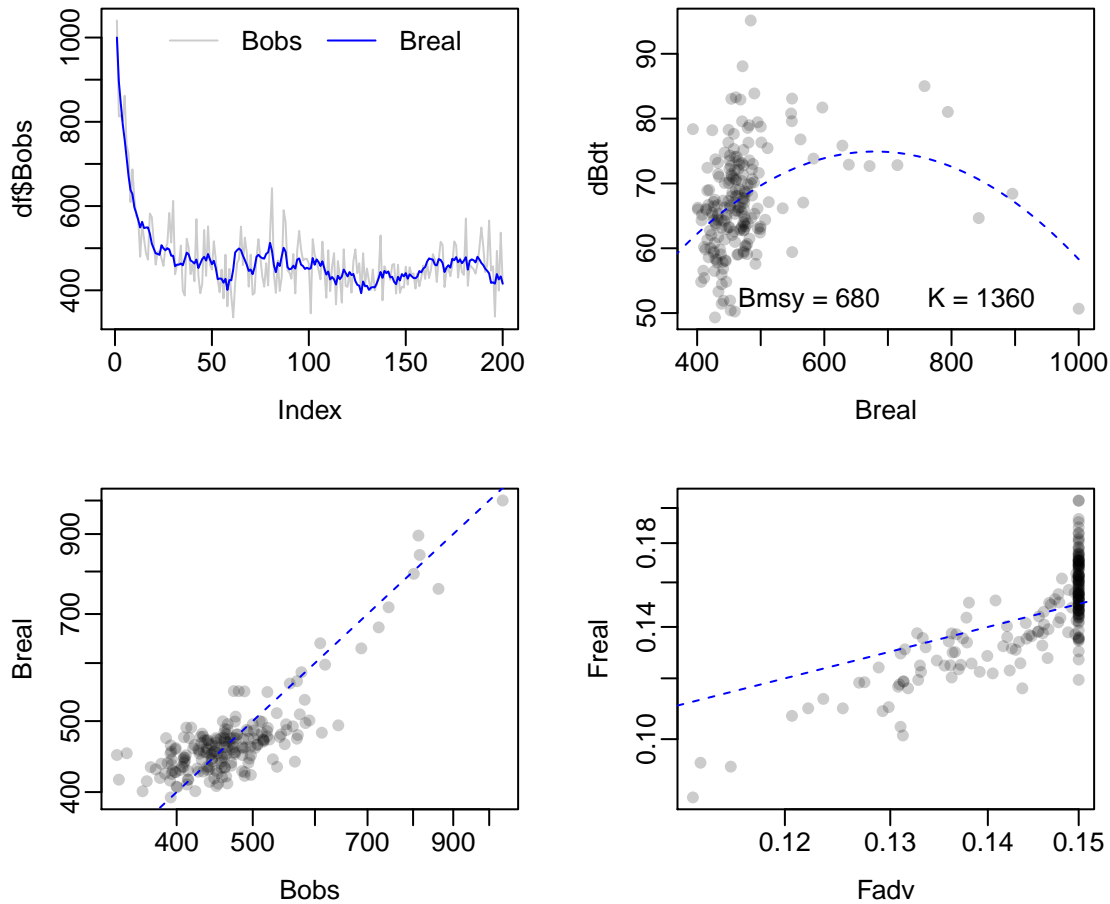 Bobs Breal
df$Bobs
400 600 800 1000
0 50 100 150 200
Index
Bmsy = 680 K = 1360
dBdt
50 60 70 80 90
400 600 800 1000
Breal
Breal
400 500 700 900
400 500 700 900
Bobs
Freal
0.10 0.14 0.18
0.12 0.13 0.14 0.15
Fadv